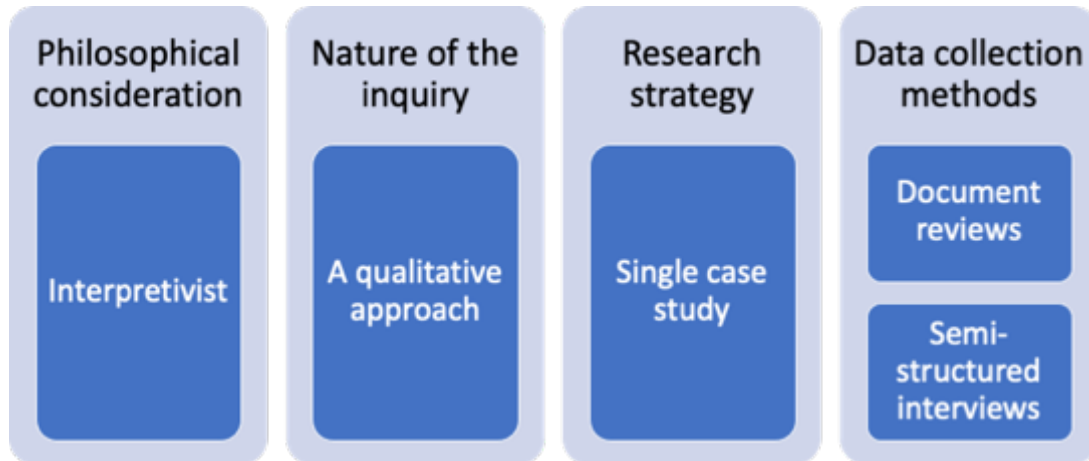 Philosophical
consideration
Interpretivist
Nature of the
inquiry
A qualitative
approach
Research
strategy
Single case
study
Data collection
methods
Document
reviews
Semi-
structured
interviews